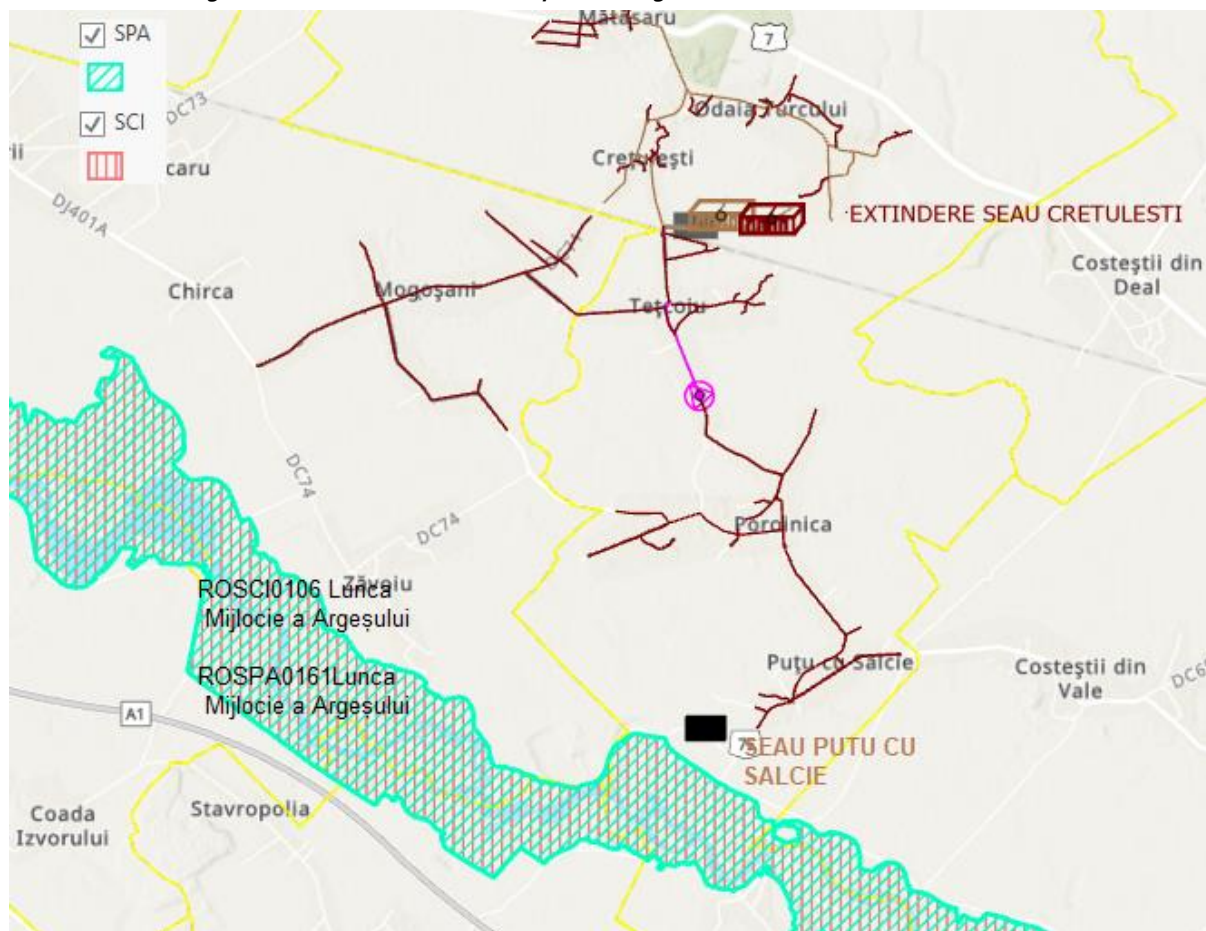 SPA
SCI
Mătăsaru
7
DC73
Odaia Turcului
caru
Crețulești
EXTINDERE SEAU CRETULESTI
DJ401A
Costeștii din
Deal
Chirca
Mogoșani
Tețcoiu
DC74
DC74
Poroinica
Zăvoiu
ROSCI0106 Lunca
Mijlocie a Argeșului
Puțu cu Salcie
Costeștii din
Vale
ROSPA0161Lunca
Mijlocie a Argeșului
A1
SEAU PUTU CU
SALCIE
Coada
Izvorului
Stavropolia